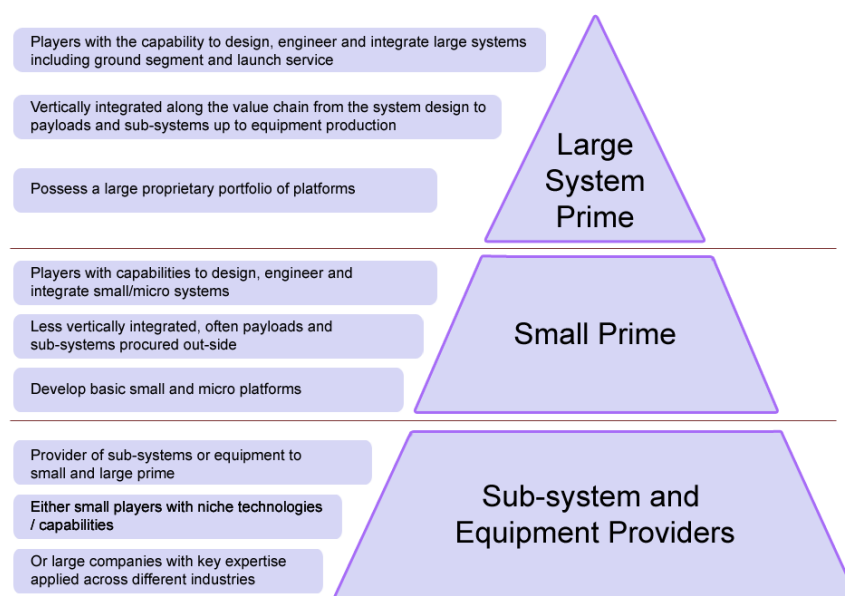 Players with the capability to design, engineer and integrate large systems
including ground segment and launch service
Vertically integrated along the value chain from the system design to
payloads and sub-systems up to equipment production
Possess a large proprietary portfolio of platforms
Large
System
Prime
Players with capabilities to design, engineer and
integrate small/micro systems
Less vertically integrated, often payloads and
sub-systems procured out-side
Develop basic small and micro platforms
Small Prime
Provider of sub-systems or equipment to
small and large prime
Either small players with niche technologies
/ capabilities
Or large companies with key expertise
applied across different industries
Sub-system and
Equipment Providers